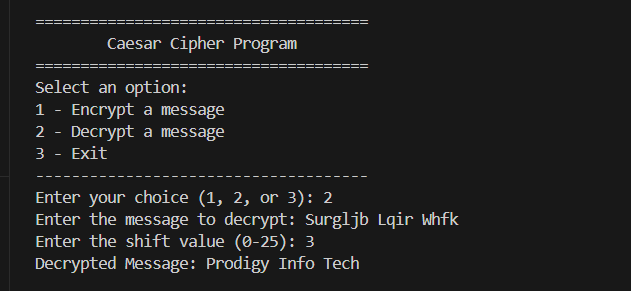 =====================================
Caesar Cipher Program
=====================================
Select an option:
1 - Encrypt a message
2 - Decrypt a message
3 - Exit
-------------------------------------
Enter your choice (1, 2, or 3): 2
Enter the message to decrypt: Surgljb Lqir Whfk
Enter the shift value (0-25): 3
Decrypted Message: Prodigy Info Tech